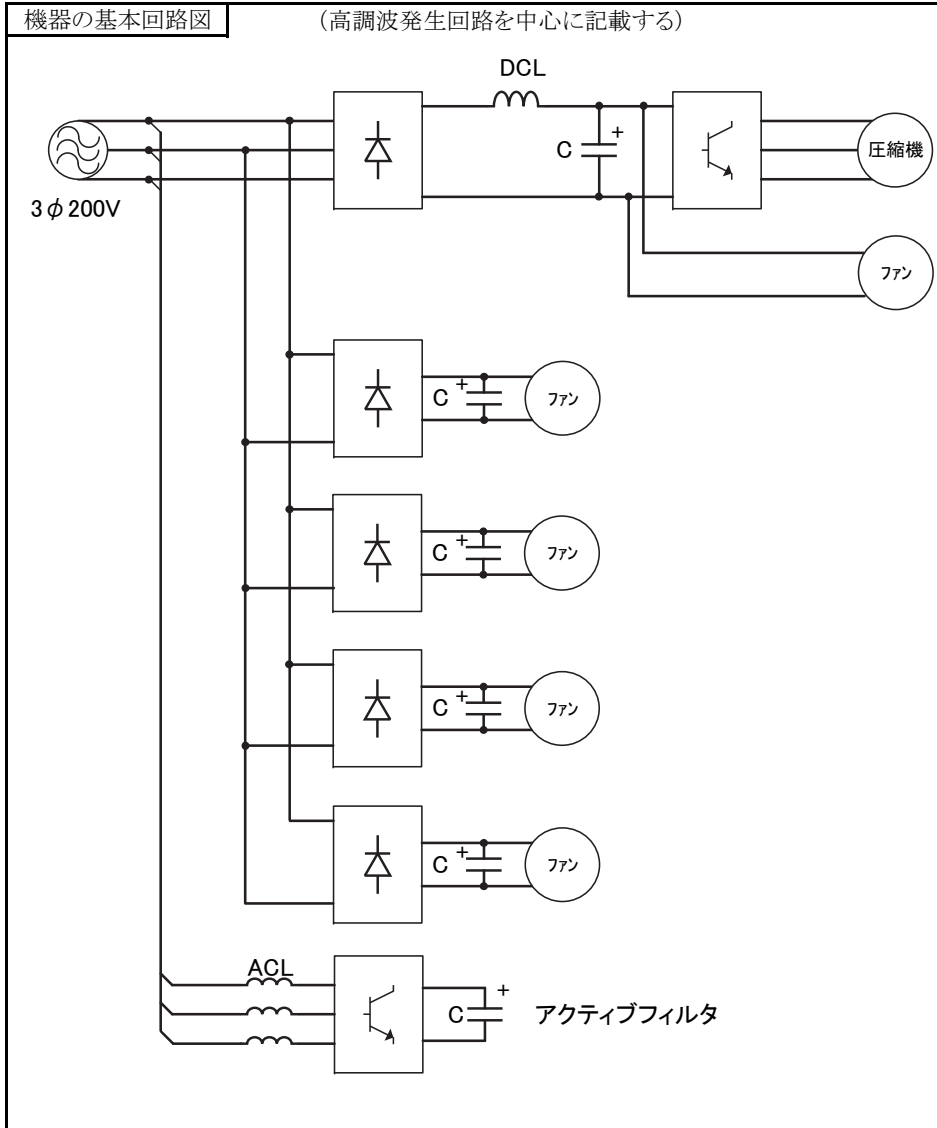 機器の基本回路図
(高調波発生回路を中心に記載する)
DCL
C
+
圧縮機
3φ200V
ファン
C
+
ファン
C
+
ファン
C
+
ファン
C
+
ファン
ACL
C
+
アクティブフィルタ